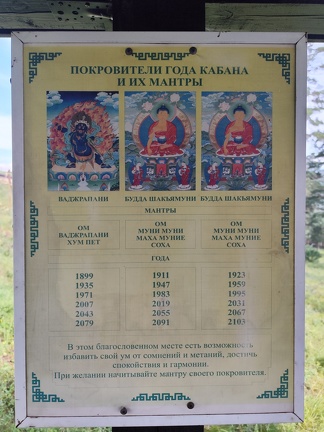 ПОКРОВИТЕЛИ ГОДА КАБАНА
И ИХ МАНТРЫ
ВАДЖРАПАНИ БУДДА ШАКЬЯМУНИ БУДДА ШАКЬЯМУНИ
МАНТРЫ
ОМ
ВАДЖРАПАНИ
ХУМ ПЕТ
ОМ
МУНИ МУНИ
МАХА МУНИЕ
СОХА
ОМ
МУНИ МУНИ
МАХА МУНИЕ
СОХА
ГОДА
1899
1935
1971
2007
2043
2079
1911
1947
1983
2019
2055
2091
1923
1959
1995
2031
2067
2103
В этом благословенном месте есть возможность
избавить свой ум от сомнений и метаний, достичь
спокойствия и гармонии.
При желании начитывайте мантру своего покровителя.